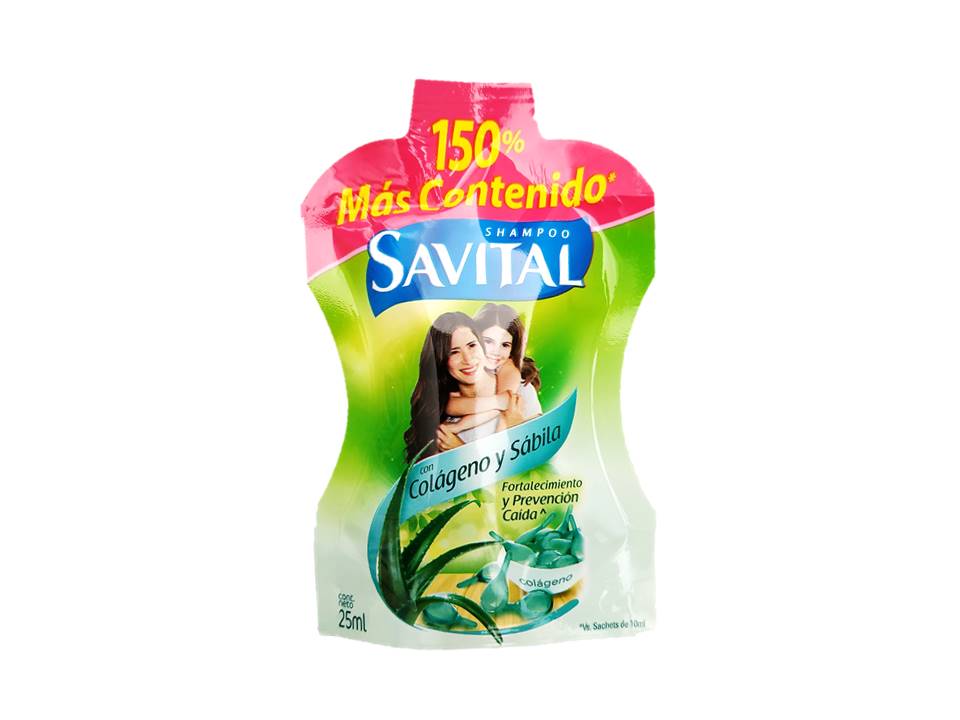 150%
Más Contenido*
SHAMPOO
SAVITAL
con
Colágeno y Sábila
Fortalecimiento
y Prevención
Caída^
colágeno
cont.
neto
25ml
*Vs. Sachets de 10ml